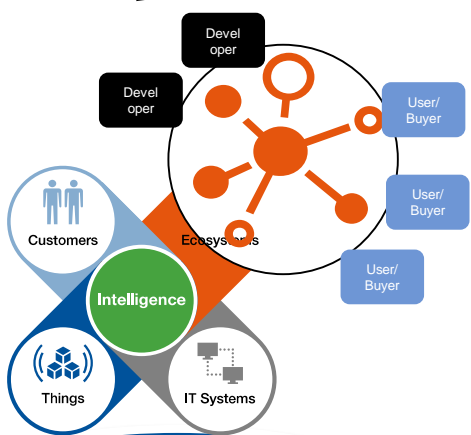 Devel
oper
Devel
oper
User/
Buyer
User/
Buyer
Customers
Ecosystems
User/
Buyer
Intelligence
Things
IT Systems